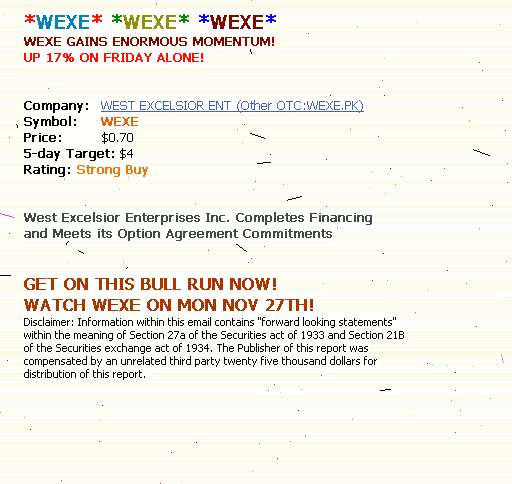 *WEXE* *WEXE* *WEXE*
WEXE GAINS ENORMOUS MOMENTUM!
UP 17% ON FRIDAY ALONE!
Company: WEST EXCELSIOR ENT (Other OTC:WEXE.PK)
Symbol: WEXE
Price: $0.70
5-day Target: $4
Rating: Strong Buy
West Excelsior Enterprises Inc. Completes Financing
and Meets its Option Agreement Commitments
GET ON THIS BULL RUN NOW!
WATCH WEXE ON MON NOV 27TH!
Disclaimer: Information within this email contains "forward looking statements"
within the meaning of Section 27a of the Securities act of 1933 and Section 21B
of the Securities exchange act of 1934. The Publisher of this report was
compensated by an unrelated third party twenty five thousand dollars for
distribution of this report.